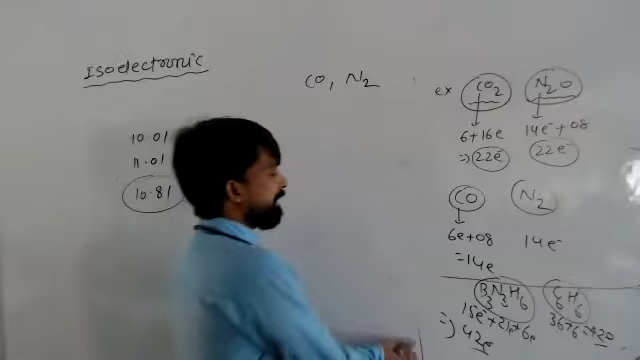 Isoelectronic
CO, N2
10.01
11.01
10.81
ex CO2 N2O
6+16e 14e⁻+08
⇒ 22e⁻ 22e⁻
CO N2
6e+08 14e⁻
=14e
B3N3H6 C6H6
15e⁻+21e+6e 36+6=42e
⇒ 42e